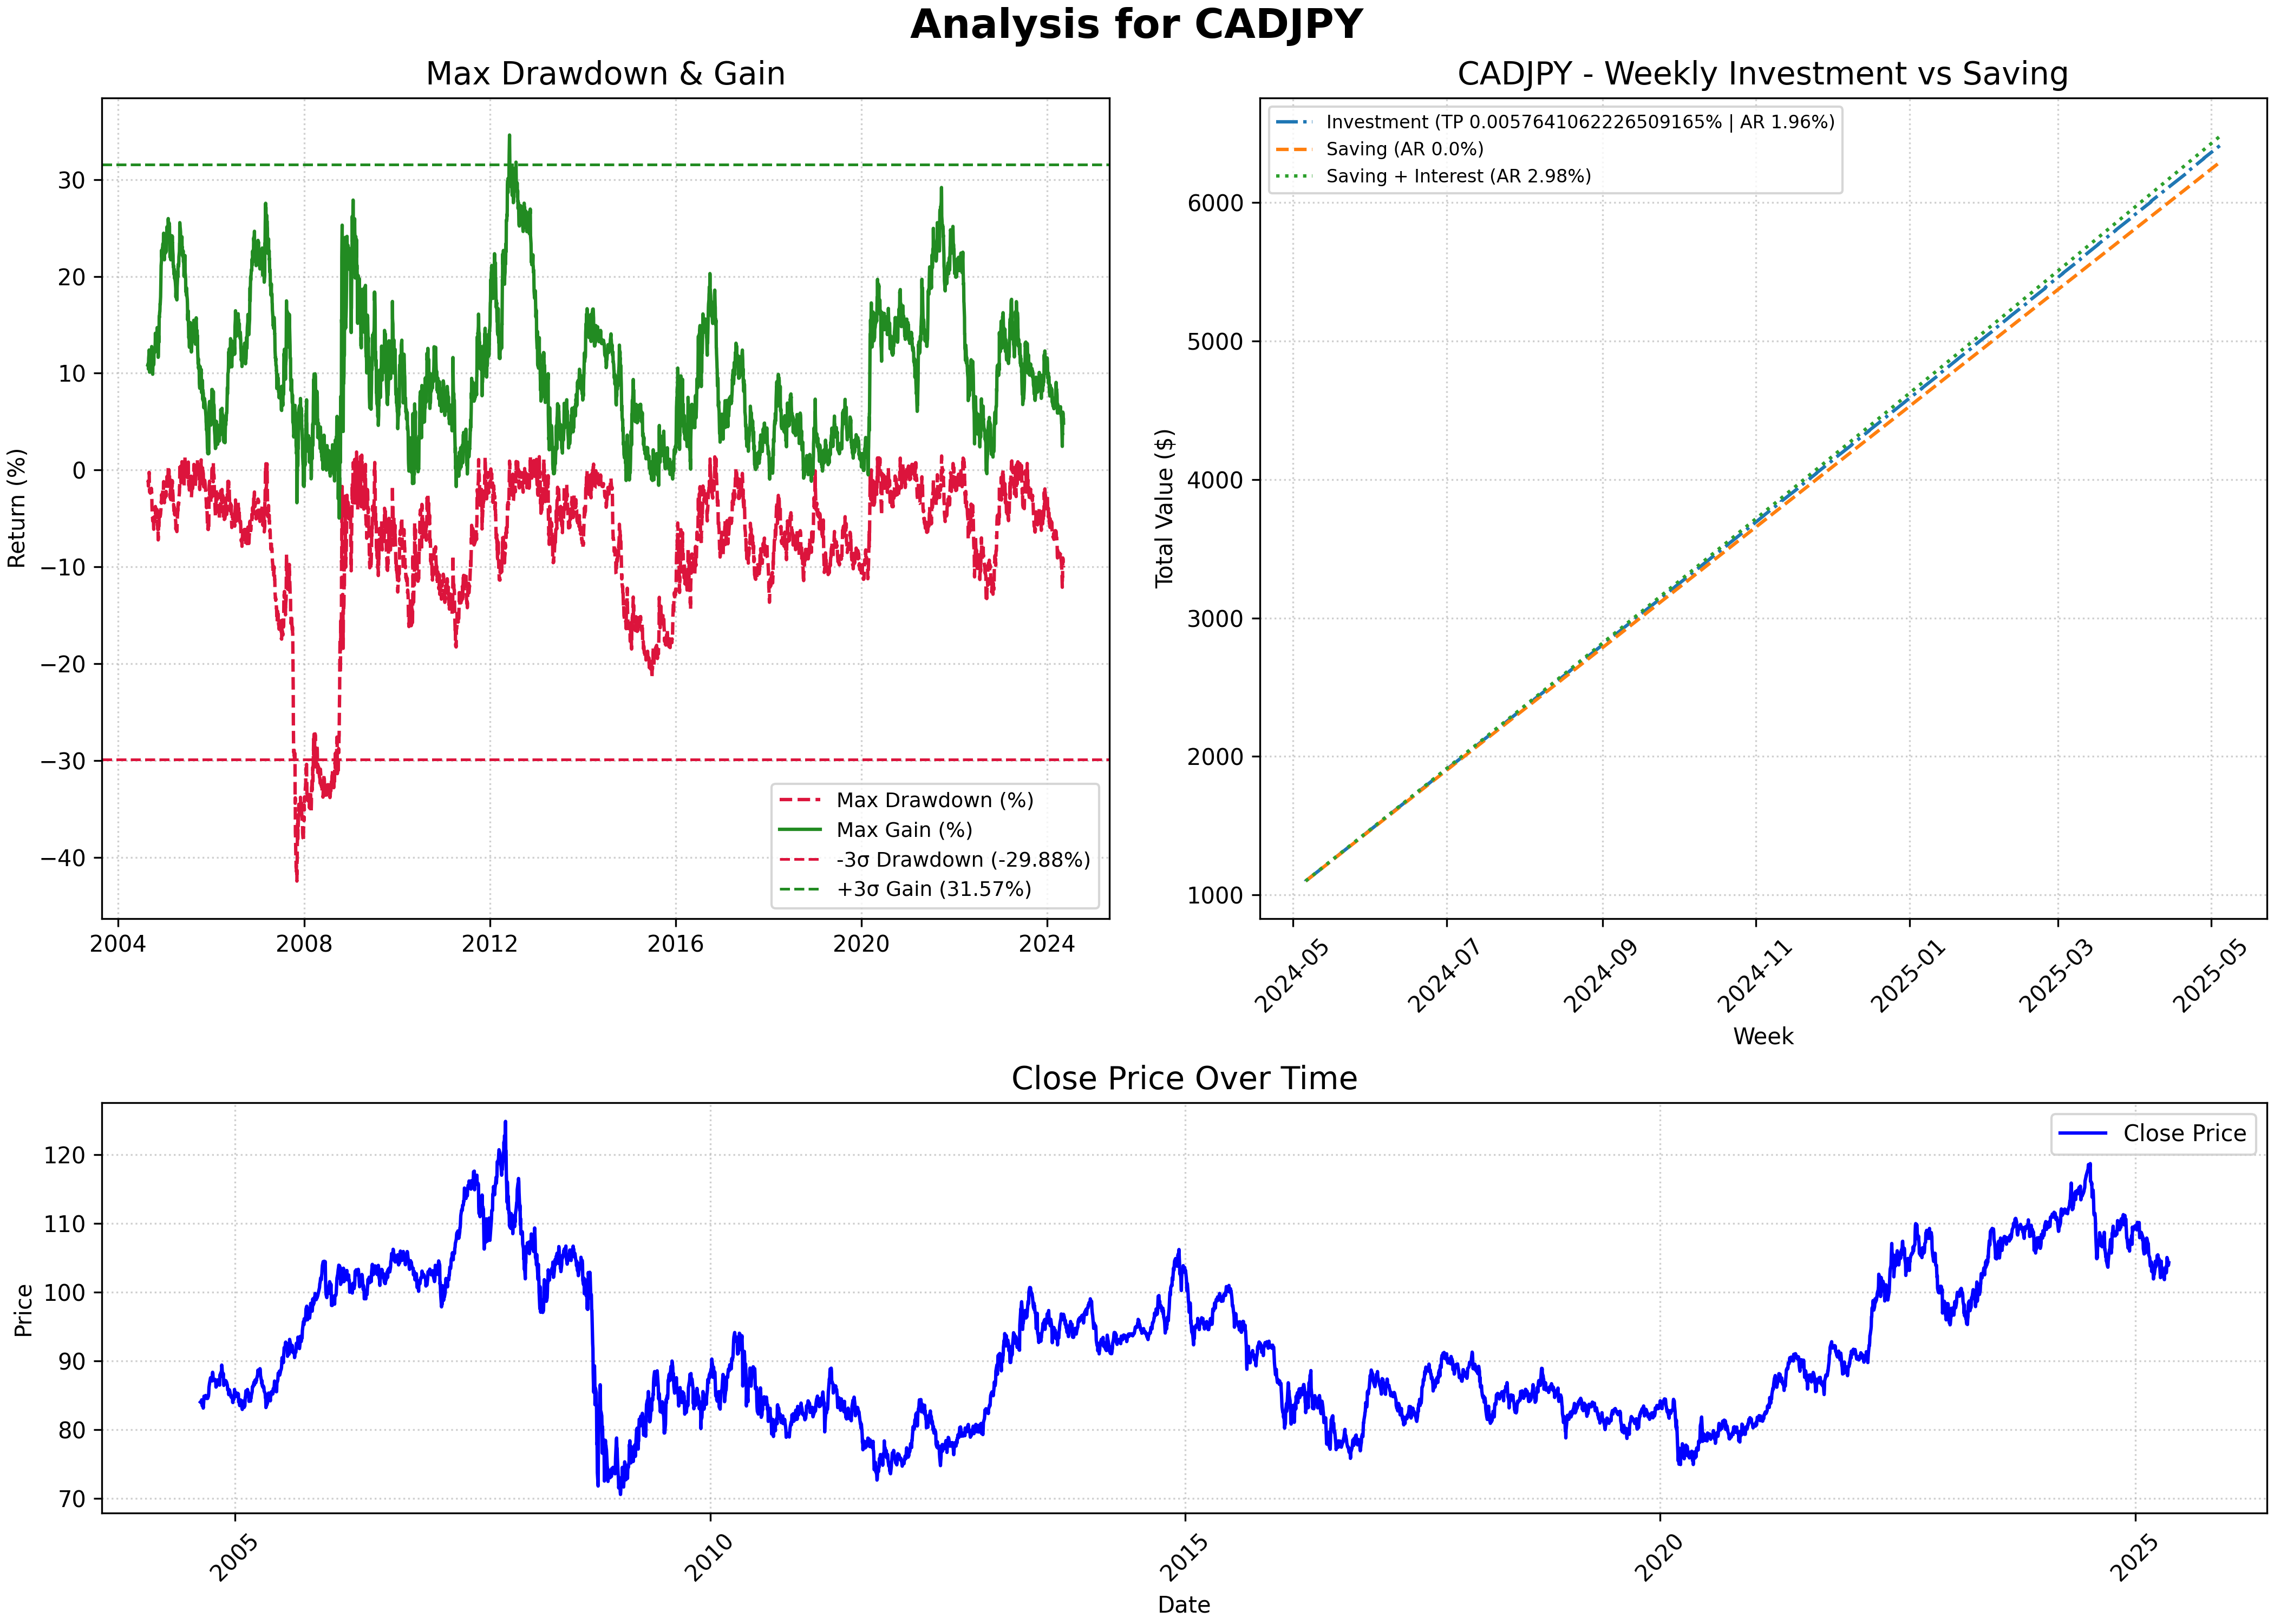 Analysis for CADJPY
Max Drawdown & Gain
Return (%)
30
20
10
0
−10
−20
−30
−40
2004
2008
2012
2016
2020
2024
Max Drawdown (%)
Max Gain (%)
-3σ Drawdown (-29.88%)
+3σ Gain (31.57%)
CADJPY - Weekly Investment vs Saving
Investment (TP 0.0057641062226509165% | AR 1.96%)
Saving (AR 0.0%)
Saving + Interest (AR 2.98%)
Total Value ($)
6000
5000
4000
3000
2000
1000
2024-05
2024-07
2024-09
2024-11
2025-01
2025-03
2025-05
Week
Close Price Over Time
Close Price
Price
120
110
100
90
80
70
2005
2010
2015
2020
2025
Date